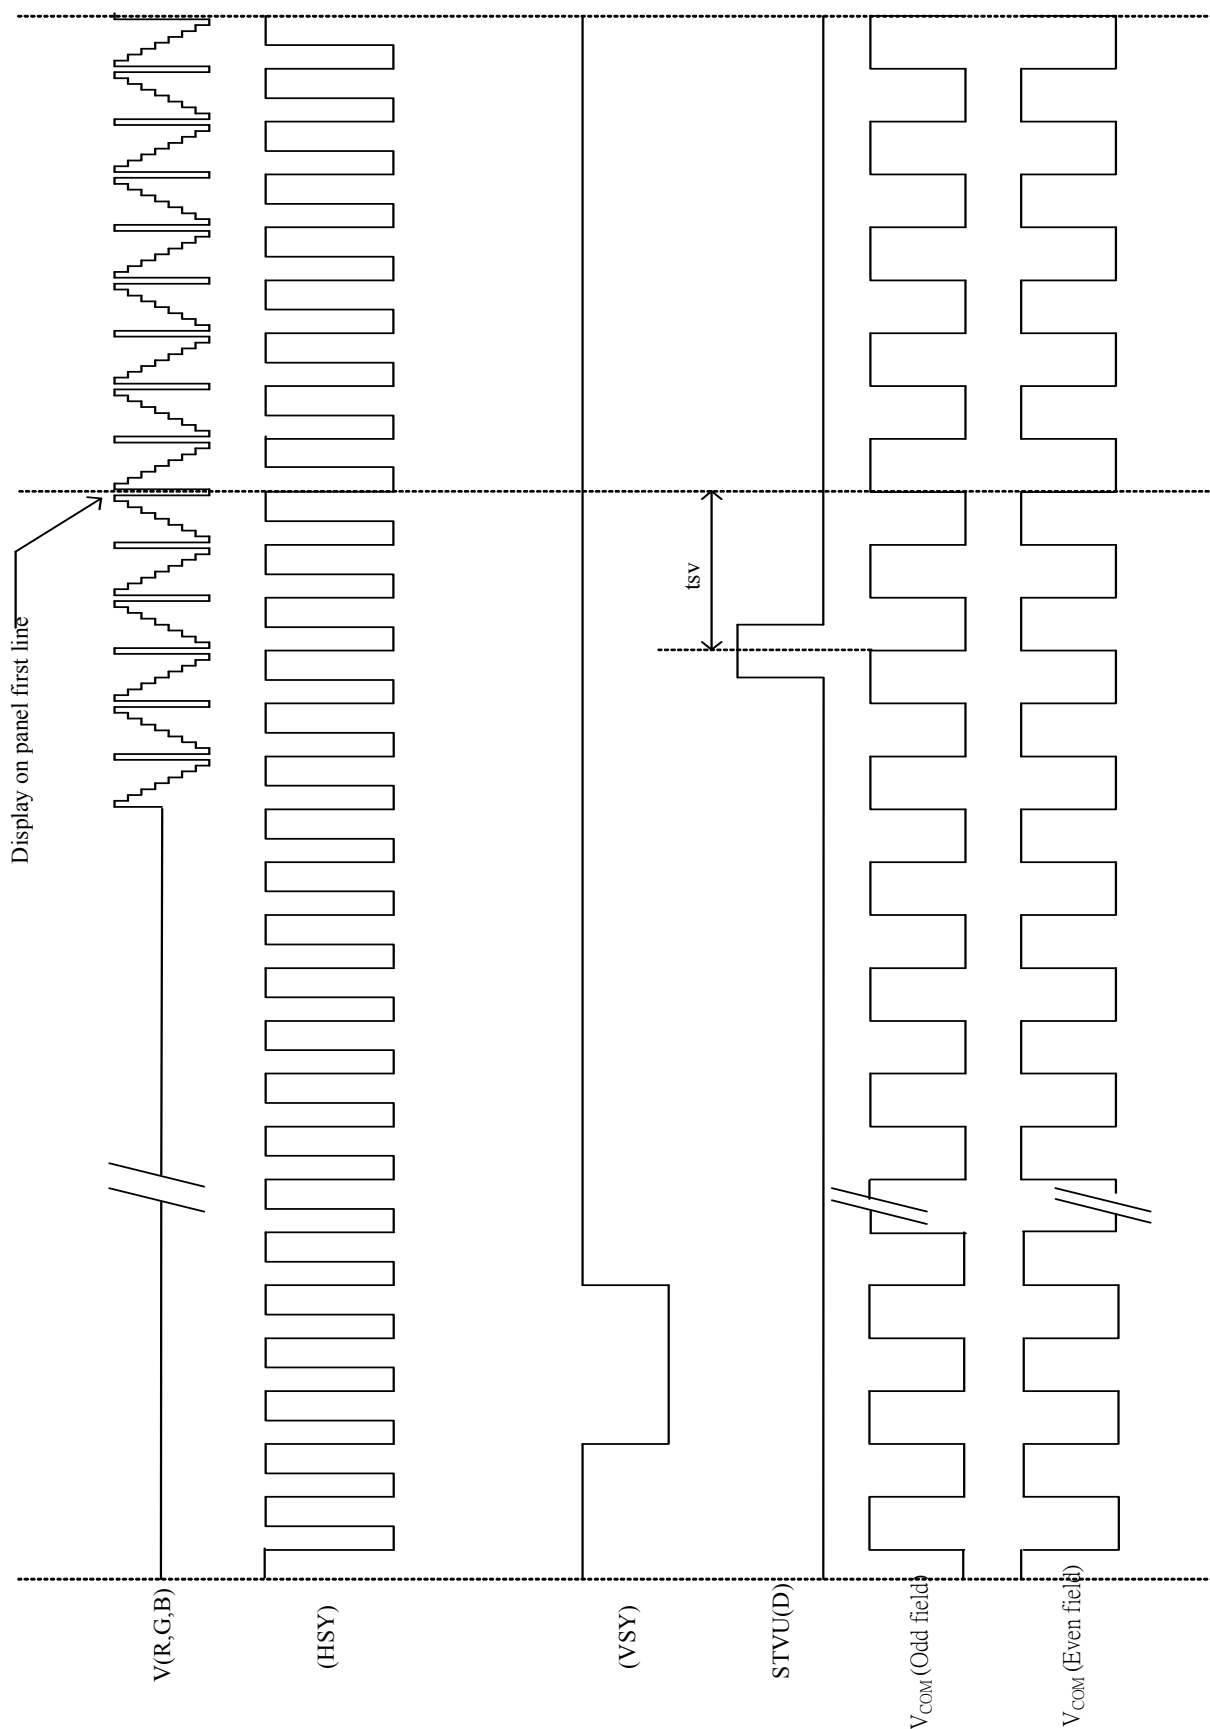 Display on panel first line
tsv
V(R,G,B)
(HSY)
(VSY)
STVU(D)
VCOM (Odd field)
VCOM (Even field)